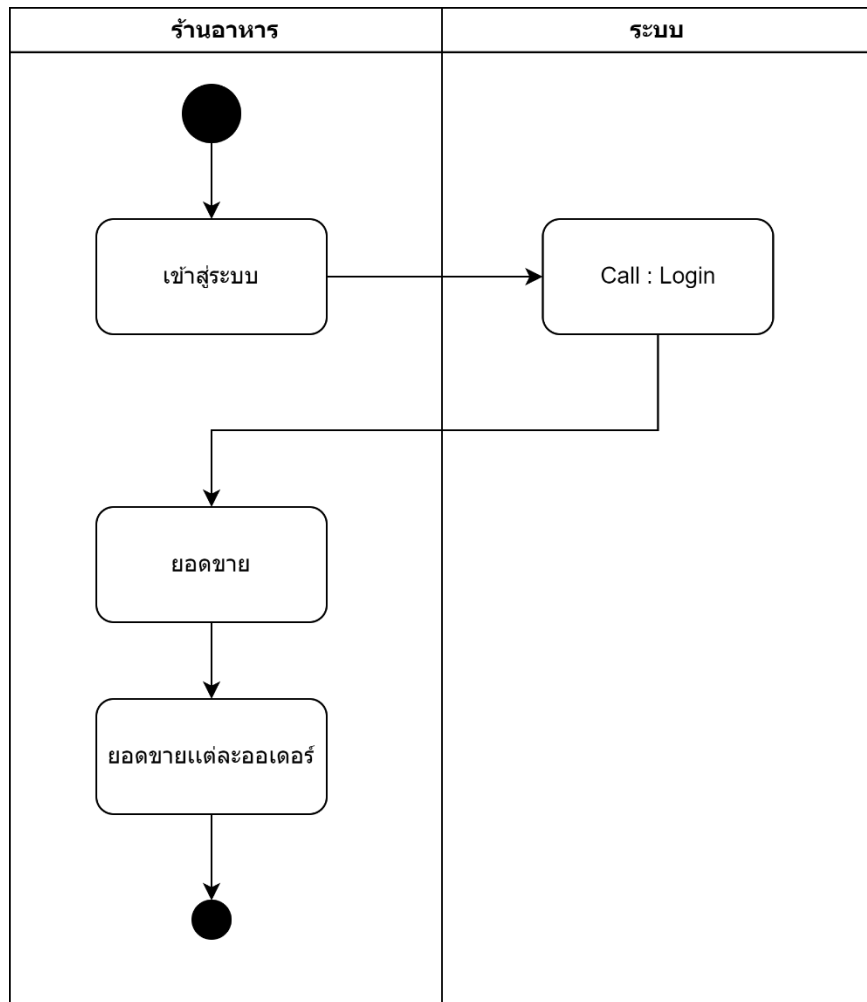 ร้านอาหาร
ระบบ
เข้าสู่ระบบ
Call : Login
ยอดขาย
ยอดขายแต่ละออเดอร์